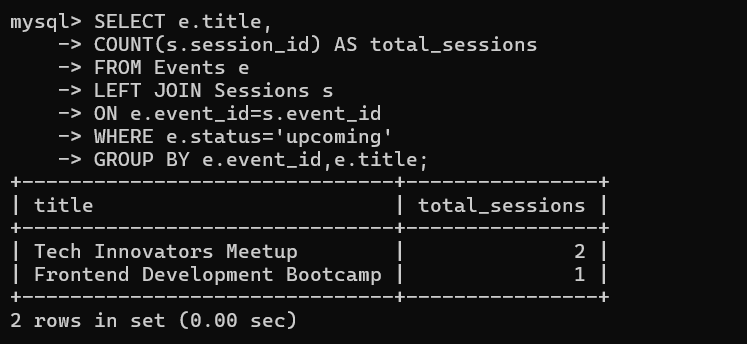 mysql> SELECT e.title,
    -> COUNT(s.session_id) AS total_sessions
    -> FROM Events e
    -> LEFT JOIN Sessions s
    -> ON e.event_id=s.event_id
    -> WHERE e.status='upcoming'
    -> GROUP BY e.event_id,e.title;
+-------------------------------+----------------+
| title                         | total_sessions |
+-------------------------------+----------------+
| Tech Innovators Meetup        |              2 |
| Frontend Development Bootcamp |              1 |
+-------------------------------+----------------+
2 rows in set (0.00 sec)